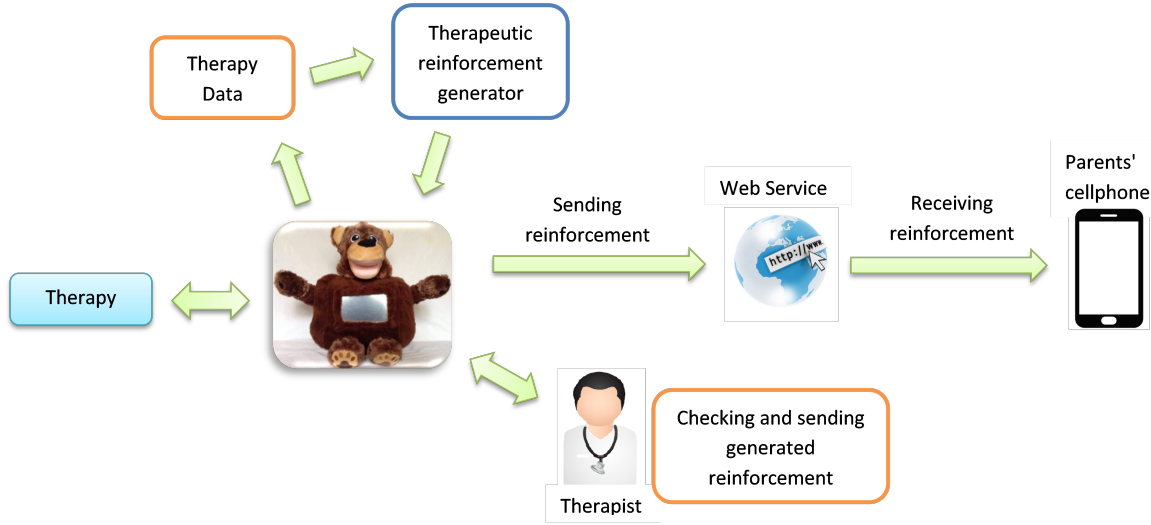 Therapy
Data
Therapeutic
reinforcement
generator
Therapy
Sending
reinforcement
Web Service
http://www
Receiving
reinforcement
Parents'
cellphone
Therapist
Checking and sending
generated
reinforcement